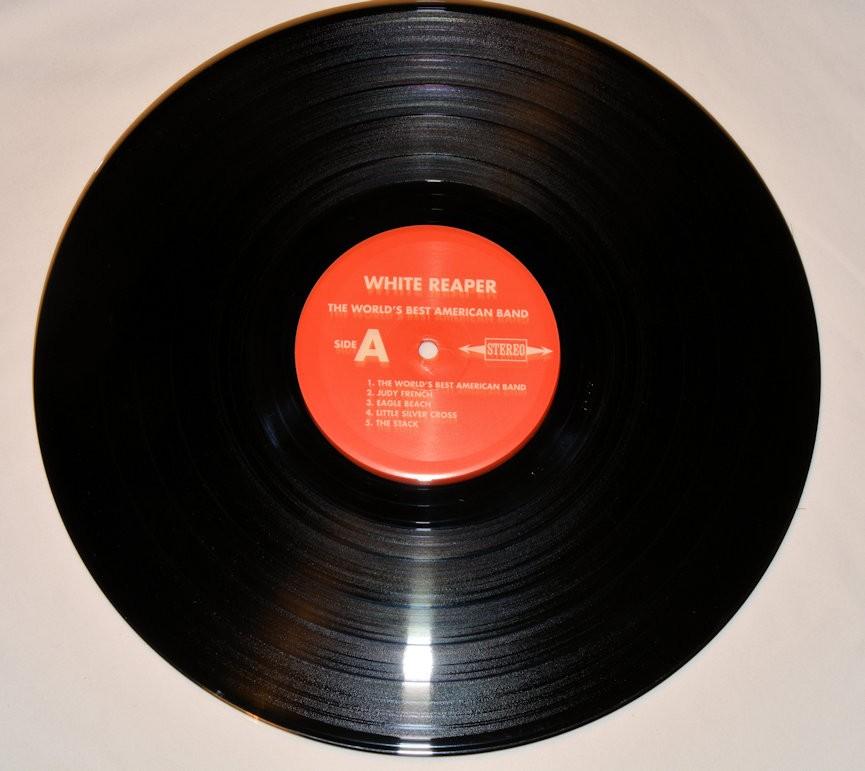 WHITE REAPER
THE WORLD'S BEST AMERICAN BAND
SIDE A
STEREO
1. THE WORLD'S BEST AMERICAN BAND
2. JUDY FRENCH
3. EAGLE BEACH
4. LITTLE SILVER CROSS
5. THE STACK